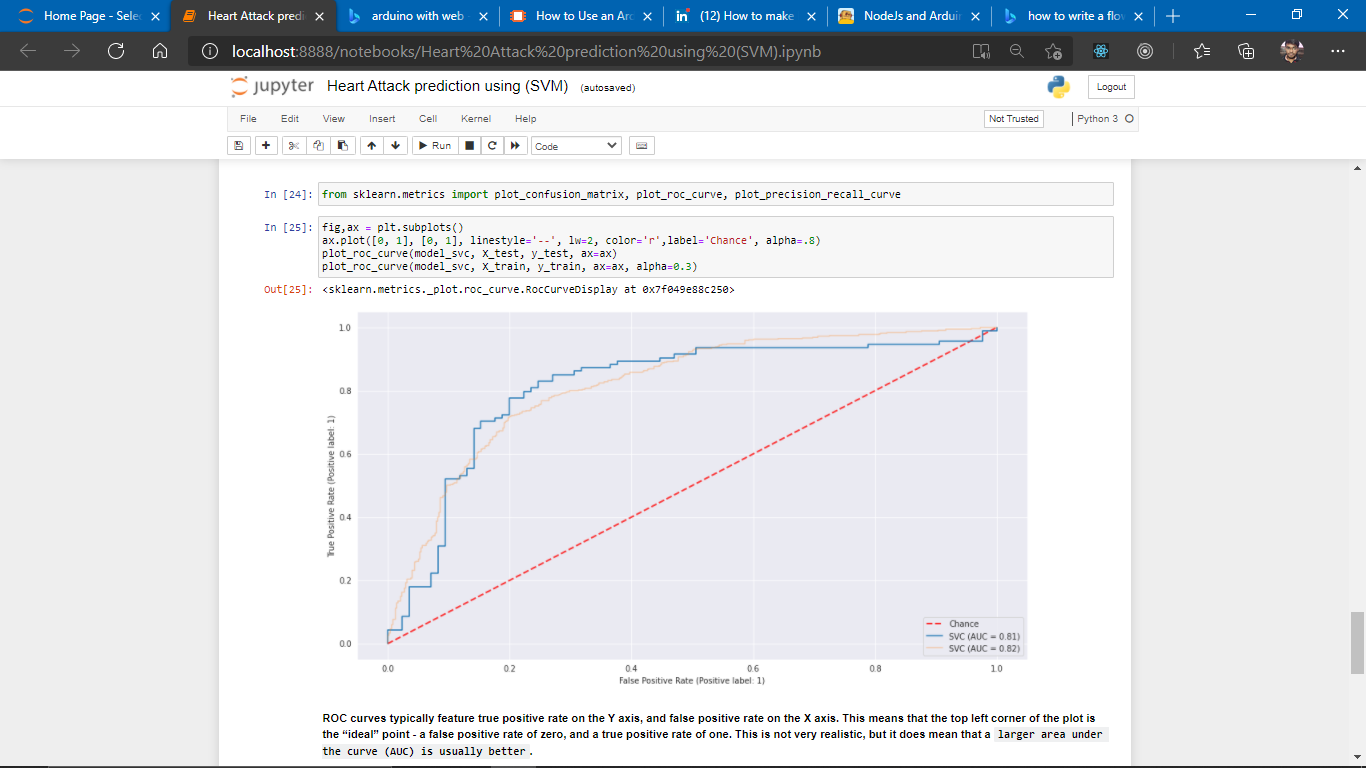 Home Page - Sele
Heart Attack predi
arduino with web
How to Use an Ar
(12) How to make
NodeJs and Ardui
how to write a flo
localhost:8888/notebooks/Heart%20Attack%20prediction%20using%20(SVM).ipynb
jupyter Heart Attack prediction using (SVM) (autosaved)
Logout
File Edit View Insert Cell Kernel Help
Not Trusted
Python 3
Run
Code
In [24]: from sklearn.metrics import plot_confusion_matrix, plot_roc_curve, plot_precision_recall_curve
In [25]: fig,ax = plt.subplots()
ax.plot([0, 1], [0, 1], linestyle='--', lw=2, color='r',label='Chance', alpha=.8)
plot_roc_curve(model_svc, X_test, y_test, ax=ax)
plot_roc_curve(model_svc, X_train, y_train, ax=ax, alpha=0.3)
Out[25]: <sklearn.metrics._plot.roc_curve.RocCurveDisplay at 0x7f049e88c250>
1.0
0.8
0.6
0.4
0.2
0.0
True Positive Rate (Positive label: 1)
Chance
SVC (AUC = 0.81)
SVC (AUC = 0.82)
0.0 0.2 0.4 0.6 0.8 1.0
False Positive Rate (Positive label: 1)
ROC curves typically feature true positive rate on the Y axis, and false positive rate on the X axis. This means that the top left corner of the plot is
the “ideal” point - a false positive rate of zero, and a true positive rate of one. This is not very realistic, but it does mean that a larger area under
the curve (AUC) is usually better .